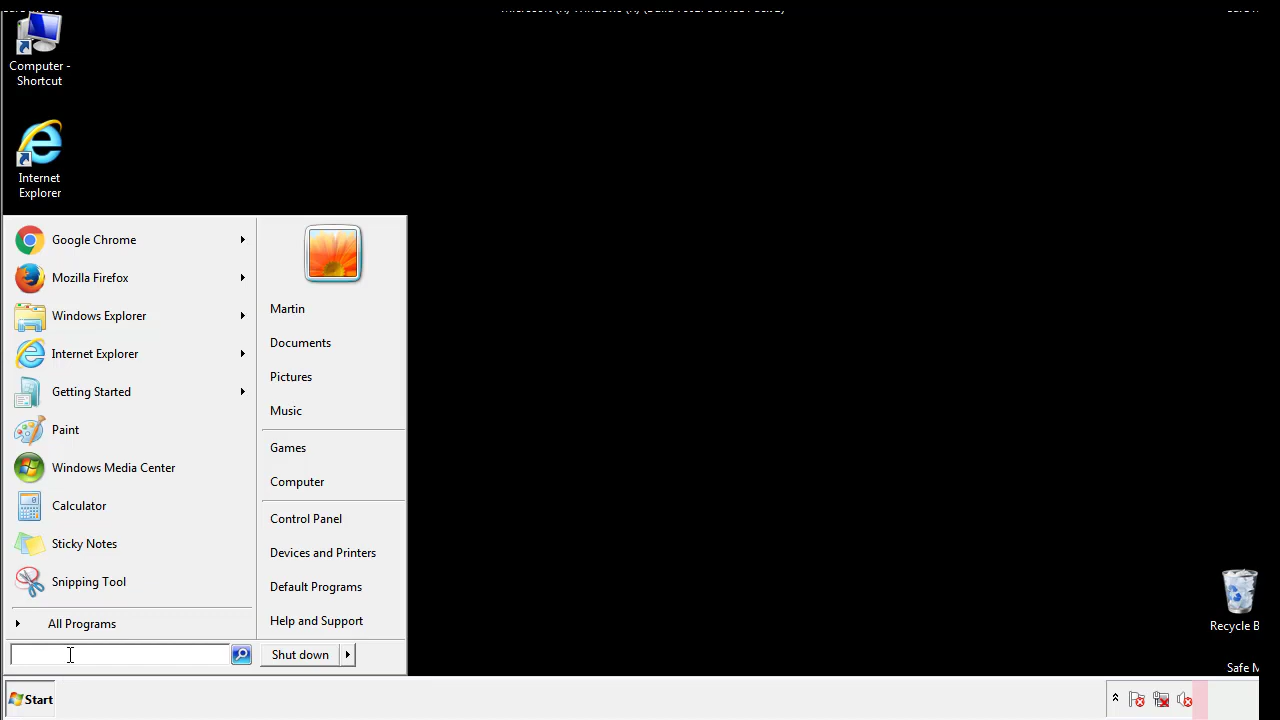 Computer -
Shortcut
Internet
Explorer
Google Chrome
Mozilla Firefox
Windows Explorer
Internet Explorer
Getting Started
Paint
Windows Media Center
Calculator
Sticky Notes
Snipping Tool
All Programs
Martin
Documents
Pictures
Music
Games
Computer
Control Panel
Devices and Printers
Default Programs
Help and Support
Shut down
Recycle B
Safe M
Start